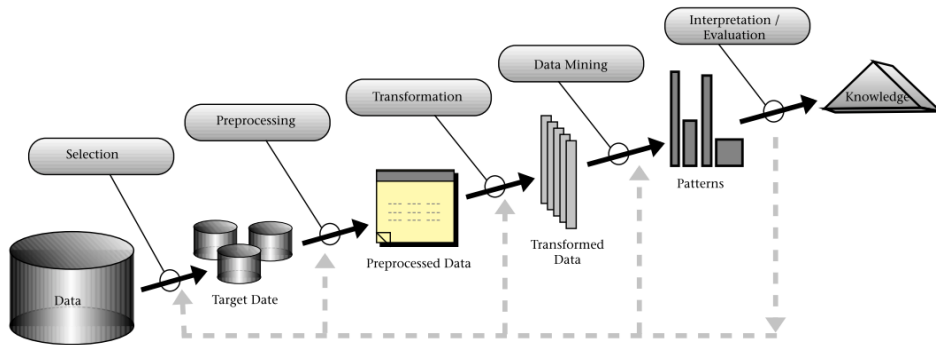 Interpretation /
Evaluation
Data Mining
Transformation
Preprocessing
Selection
Knowledge
Patterns
Transformed
Data
Preprocessed Data
Target Date
Data